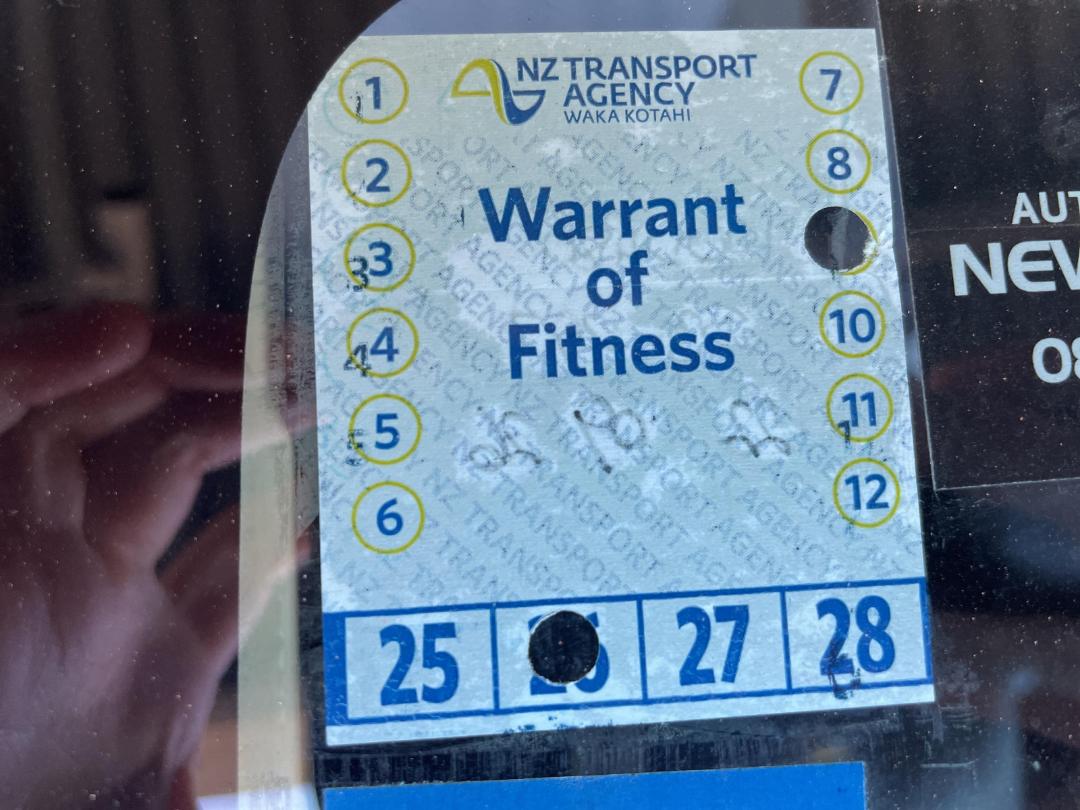 NZ TRANSPORT
AGENCY
WAKA KOTAHI
Warrant
of
Fitness
1
2
3
4
5
6
7
8
10
11
12
25
27
28
AUT
NEW
08